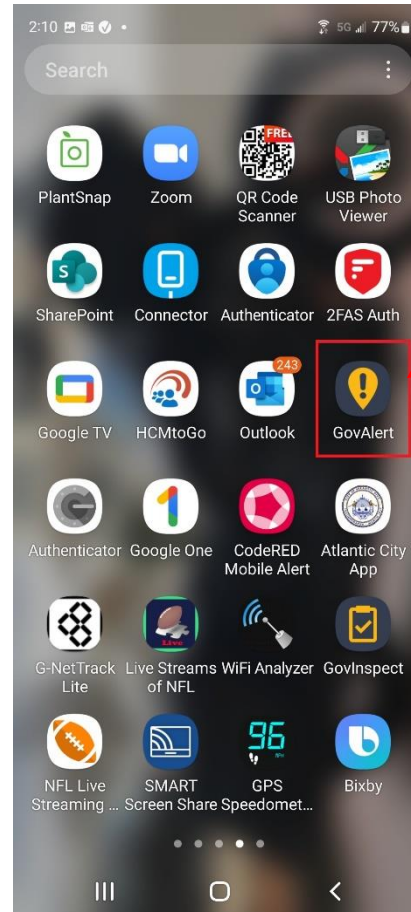 2:10
5G 77%
Search
FREE
PlantSnap Zoom QR Code Scanner USB Photo Viewer
S
SharePoint Connector Authenticator 2FAS Auth
243
Google TV HCMtoGo Outlook GovAlert
Authenticator Google One CodeRED Mobile Alert Atlantic City App
Live
G-NetTrack Lite Live Streams of NFL WiFi Analyzer GovInspect
96
NFL Live Streaming ... SMART Screen Share GPS Speedomet... Bixby